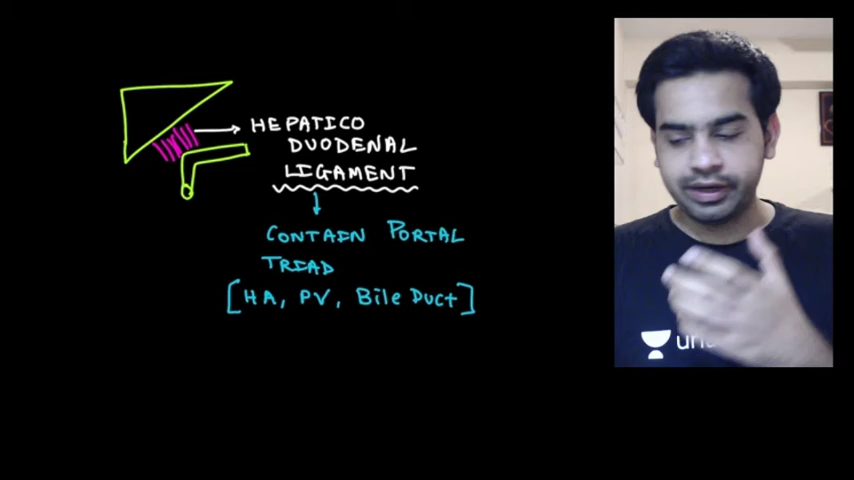 HEPATICO
DUODENAL
LIGAMENT
CONTAIN PORTAL
TRIAD
[HA, PV, Bile Duct]